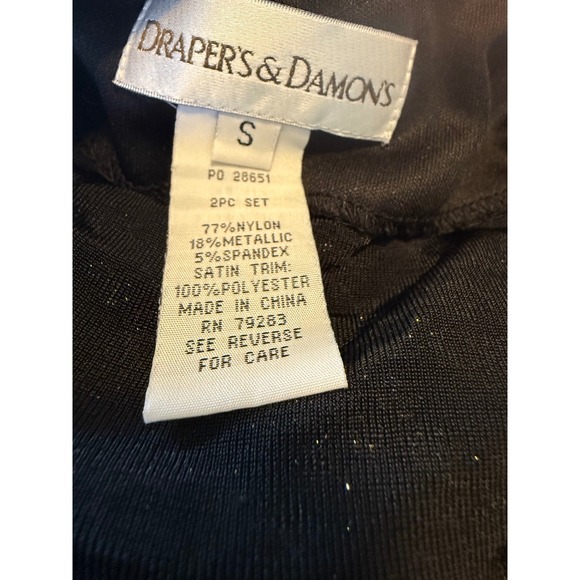 DRAPER'S & DAMON'S
S
PO 28651
2PC SET
77%NYLON
18%METALLIC
5%SPANDEX
SATIN TRIM:
100%POLYESTER
MADE IN CHINA
RN 79283
SEE REVERSE
FOR CARE